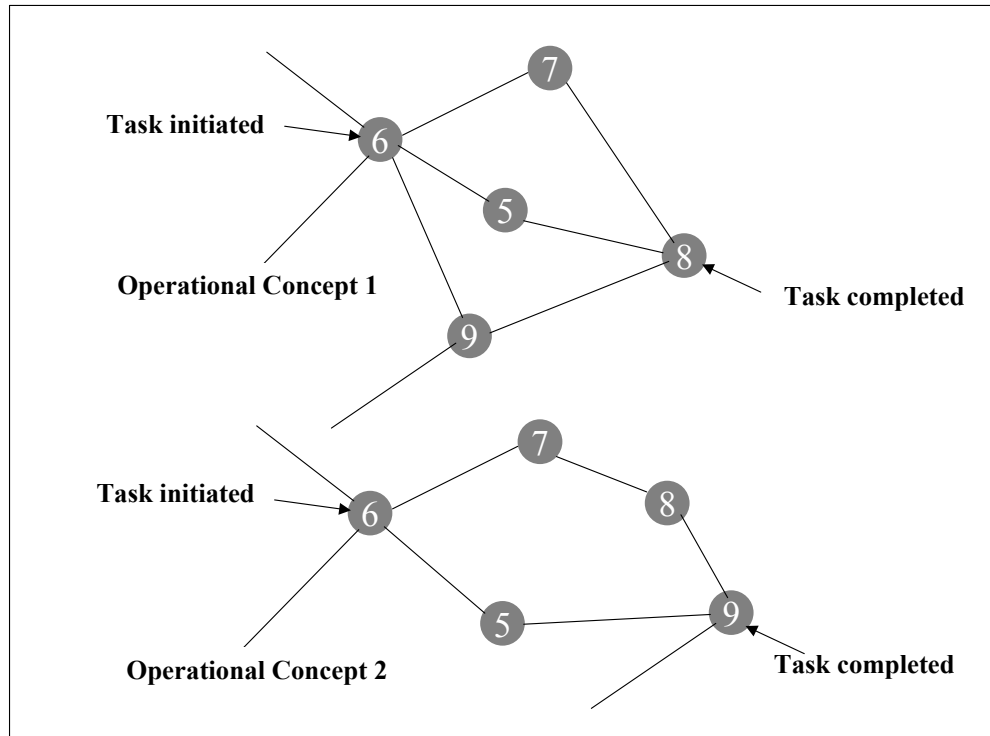 7
Task initiated
6
5
8
Operational Concept 1
Task completed
9
7
Task initiated
8
6
9
5
Task completed
Operational Concept 2